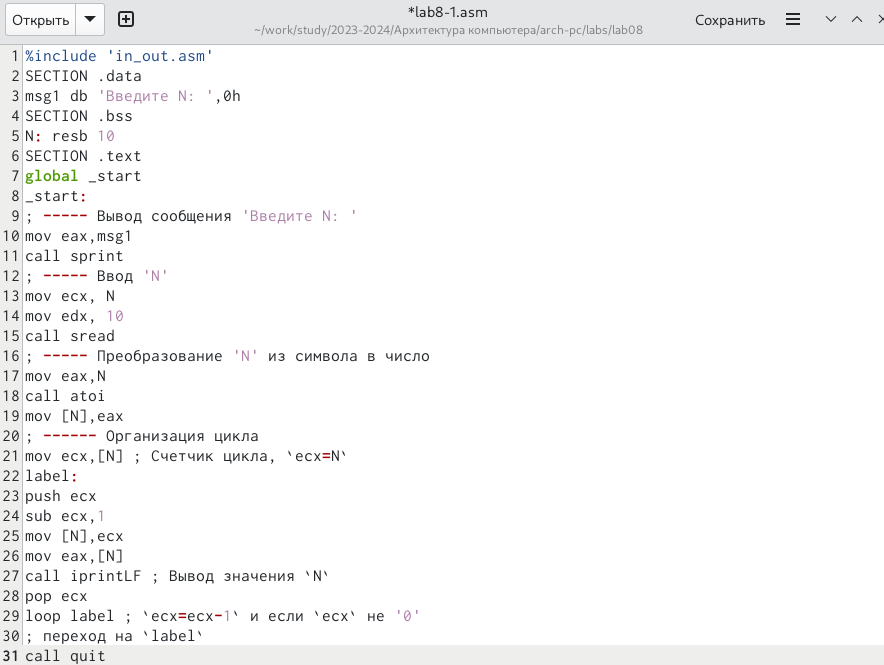 Открыть
*lab8-1.asm
~/work/study/2023-2024/Архитектура компьютера/arch-pc/labs/lab08
Сохранить
1 %include 'in_out.asm'
2 SECTION .data
3 msg1 db 'Введите N: ',0h
4 SECTION .bss
5 N: resb 10
6 SECTION .text
7 global _start
8 _start:
9 ; ----- Вывод сообщения 'Введите N: '
10 mov eax,msg1
11 call sprint
12 ; ----- Ввод 'N'
13 mov ecx, N
14 mov edx, 10
15 call sread
16 ; ----- Преобразование 'N' из символа в число
17 mov eax,N
18 call atoi
19 mov [N],eax
20 ; ------ Организация цикла
21 mov ecx,[N] ; Счетчик цикла, `ecx=N`
22 label:
23 push ecx
24 sub ecx,1
25 mov [N],ecx
26 mov eax,[N]
27 call iprintLF ; Вывод значения `N`
28 pop ecx
29 loop label ; `ecx=ecx-1` и если `ecx` не '0'
30 ; переход на `label`
31 call quit